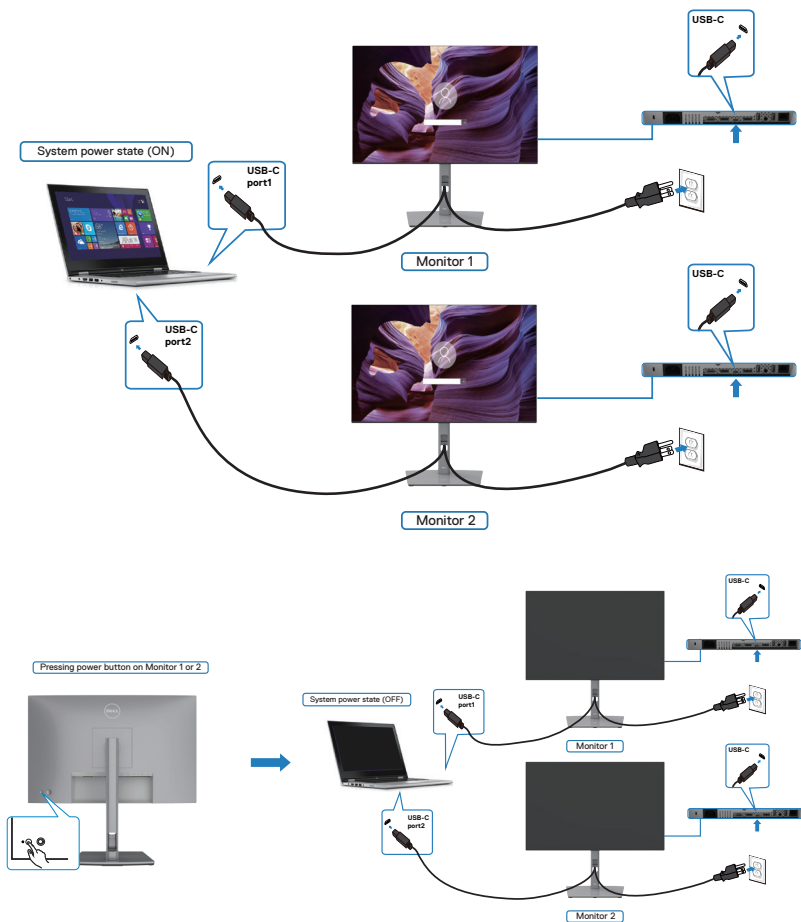 USB-C
System power state (ON)
USB-C
port1
Monitor 1
USB-C
USB-C
port2
Monitor 2
USB-C
Pressing power button on Monitor 1 or 2
DELL
System power state (OFF)
USB-C
port1
Monitor 1
USB-C
USB-C
port2
Monitor 2